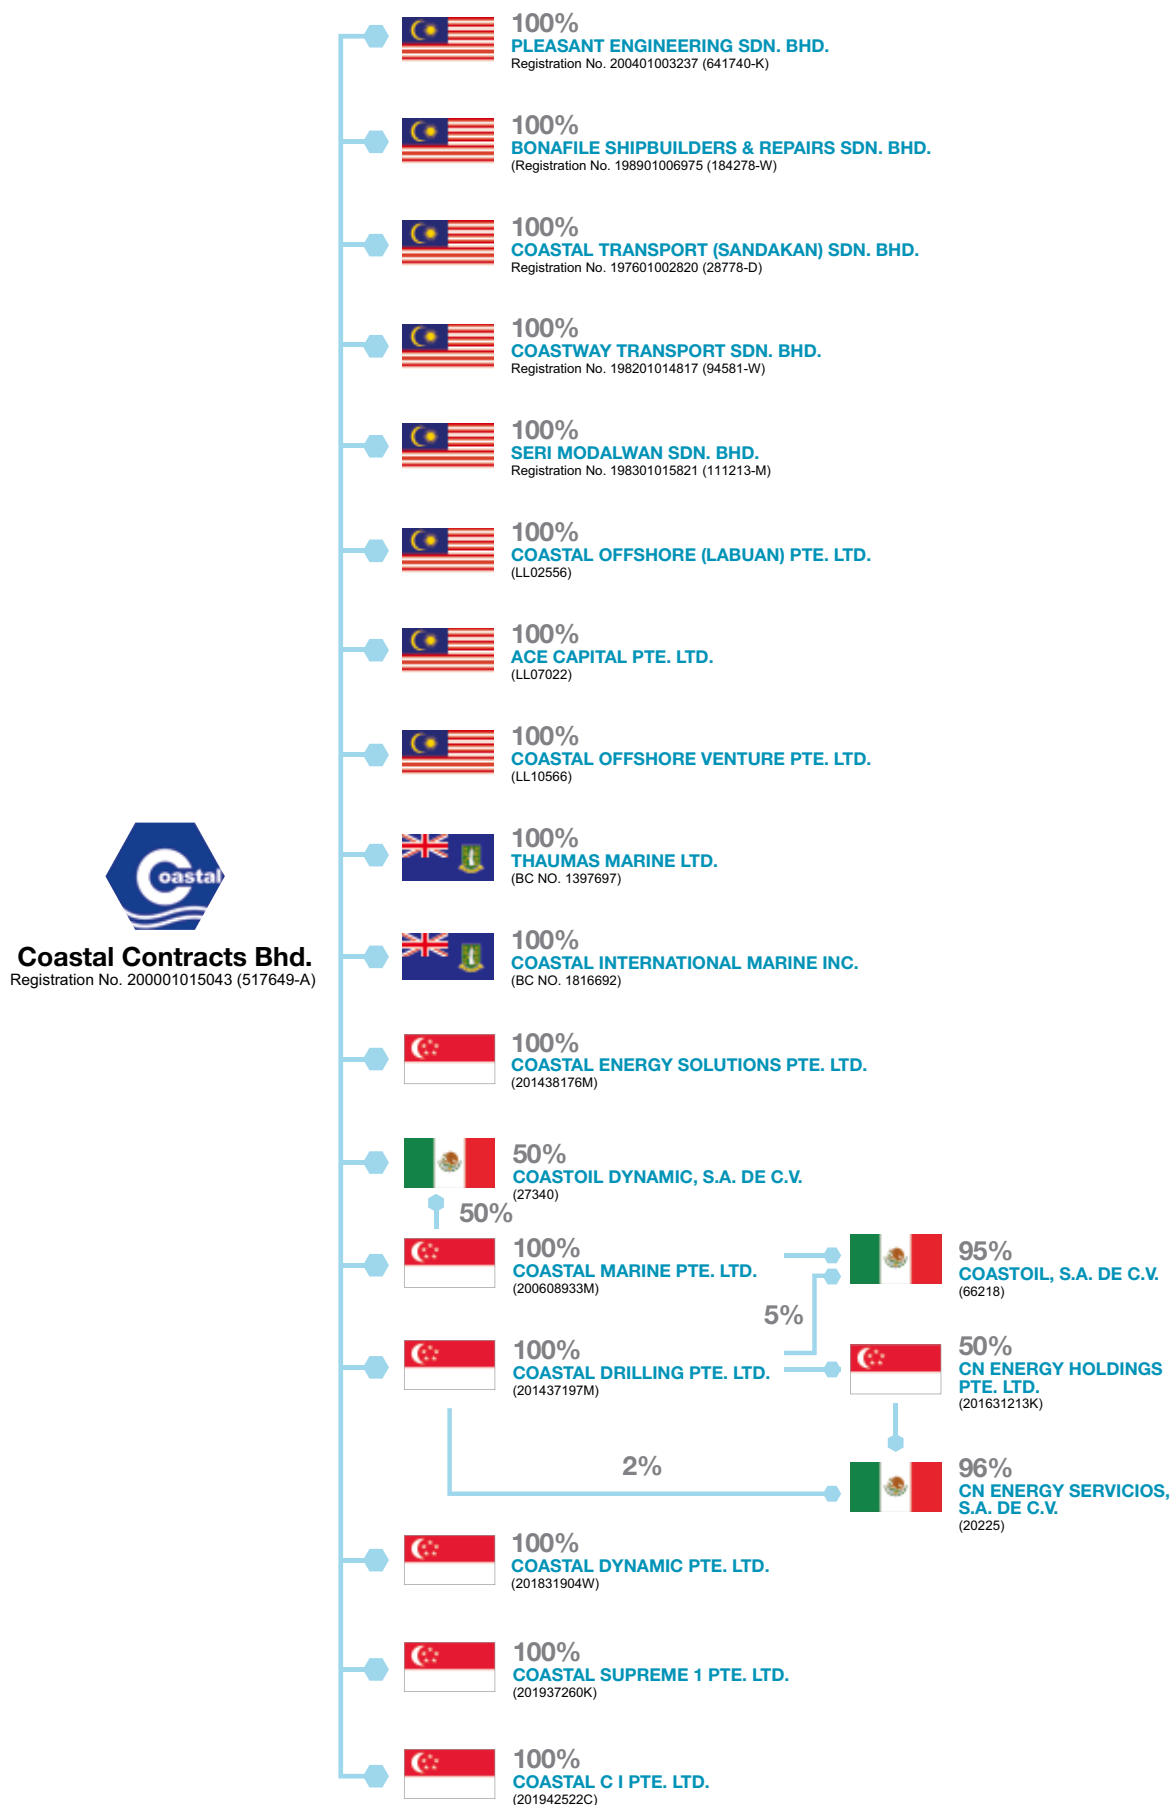 100%
PLEASANT ENGINEERING SDN. BHD.
Registration No. 200401003237 (641740-K)
100%
BONAFILE SHIPBUILDERS & REPAIRS SDN. BHD.
(Registration No. 198901006975 (184278-W)
100%
COASTAL TRANSPORT (SANDAKAN) SDN. BHD.
Registration No. 197601002820 (28778-D)
100%
COASTWAY TRANSPORT SDN. BHD.
Registration No. 198201014817 (94581-W)
100%
SERI MODALWAN SDN. BHD.
Registration No. 198301015821 (111213-M)
100%
COASTAL OFFSHORE (LABUAN) PTE. LTD.
(LL02556)
100%
ACE CAPITAL PTE. LTD.
(LL07022)
100%
COASTAL OFFSHORE VENTURE PTE. LTD.
(LL10566)
Coastal
Coastal Contracts Bhd.
Registration No. 200001015043 (517649-A)
100%
THAUMAS MARINE LTD.
(BC NO. 1397697)
100%
COASTAL INTERNATIONAL MARINE INC.
(BC NO. 1816692)
100%
COASTAL ENERGY SOLUTIONS PTE. LTD.
(201438176M)
50%
COASTOIL DYNAMIC, S.A. DE C.V.
(27340)
50%
100%
COASTAL MARINE PTE. LTD.
(200608933M)
95%
COASTOIL, S.A. DE C.V.
(66218)
5%
100%
COASTAL DRILLING PTE. LTD.
(201437197M)
50%
CN ENERGY HOLDINGS
PTE. LTD.
(201631213K)
2%
96%
CN ENERGY SERVICIOS,
S.A. DE C.V.
(20225)
100%
COASTAL DYNAMIC PTE. LTD.
(201831904W)
100%
COASTAL SUPREME 1 PTE. LTD.
(201937260K)
100%
COASTAL C I PTE. LTD.
(201942522C)